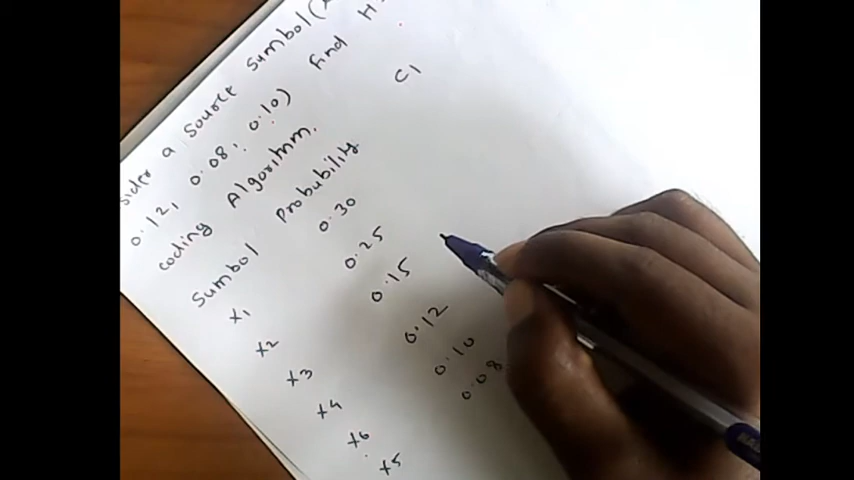 sider a source symbol (
0.12, 0.08, 0.10) Find H
coding Algorithm.
Symbol Probability C1
X1 0.30
X2 0.25
X3 0.15
X4 0.12
X6 0.10
X5 0.08